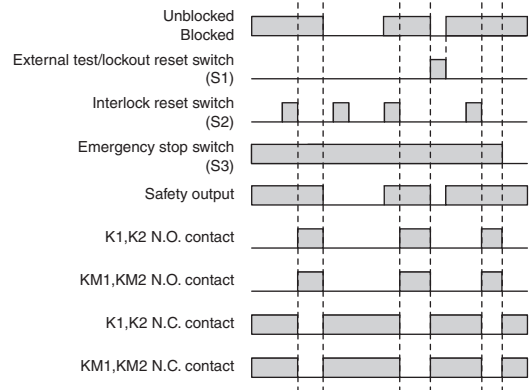 Unblocked
Blocked
External test/lockout reset switch
(S1)
Interlock reset switch
(S2)
Emergency stop switch
(S3)
Safety output
K1,K2 N.O. contact
KM1,KM2 N.O. contact
K1,K2 N.C. contact
KM1,KM2 N.C. contact